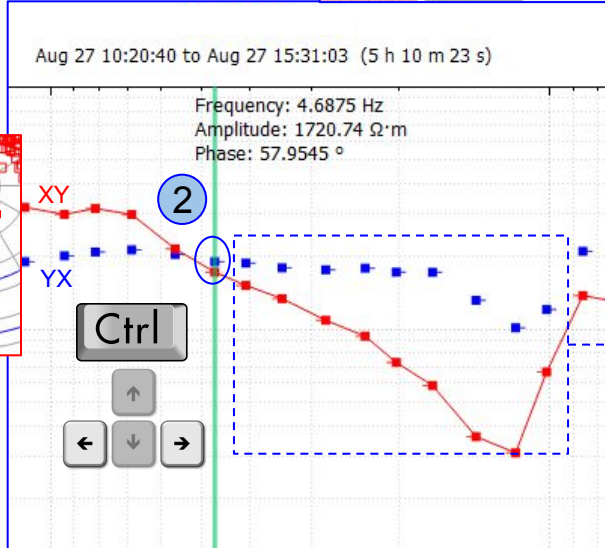 Aug 27 10:20:40 to Aug 27 15:31:03 (5 h 10 m 23 s)
Frequency: 4.6875 Hz
Amplitude: 1720.74 Ω·m
Phase: 57.9545 °
XY
2
YX
Ctrl
↑
← ↓ →